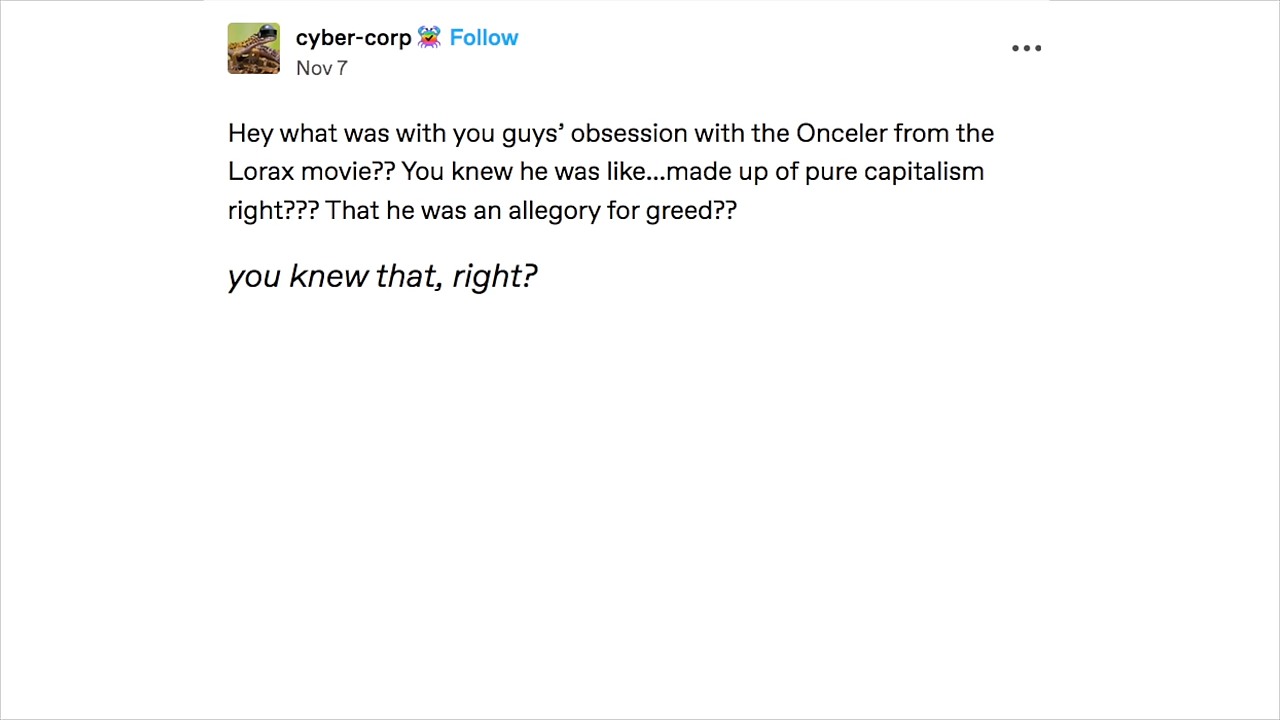 cyber-corp Follow
Nov 7
Hey what was with you guys’ obsession with the Onceler from the
Lorax movie?? You knew he was like...made up of pure capitalism
right??? That he was an allegory for greed??
you knew that, right?